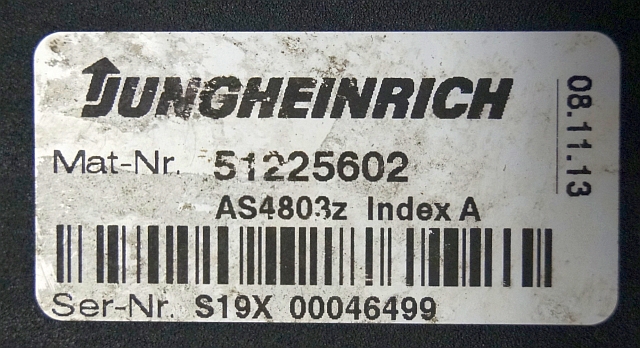 JUNGHEINRICH
08.11.13
Mat-Nr. 51225602
AS4803z Index A
Ser-Nr. S19X 00046499